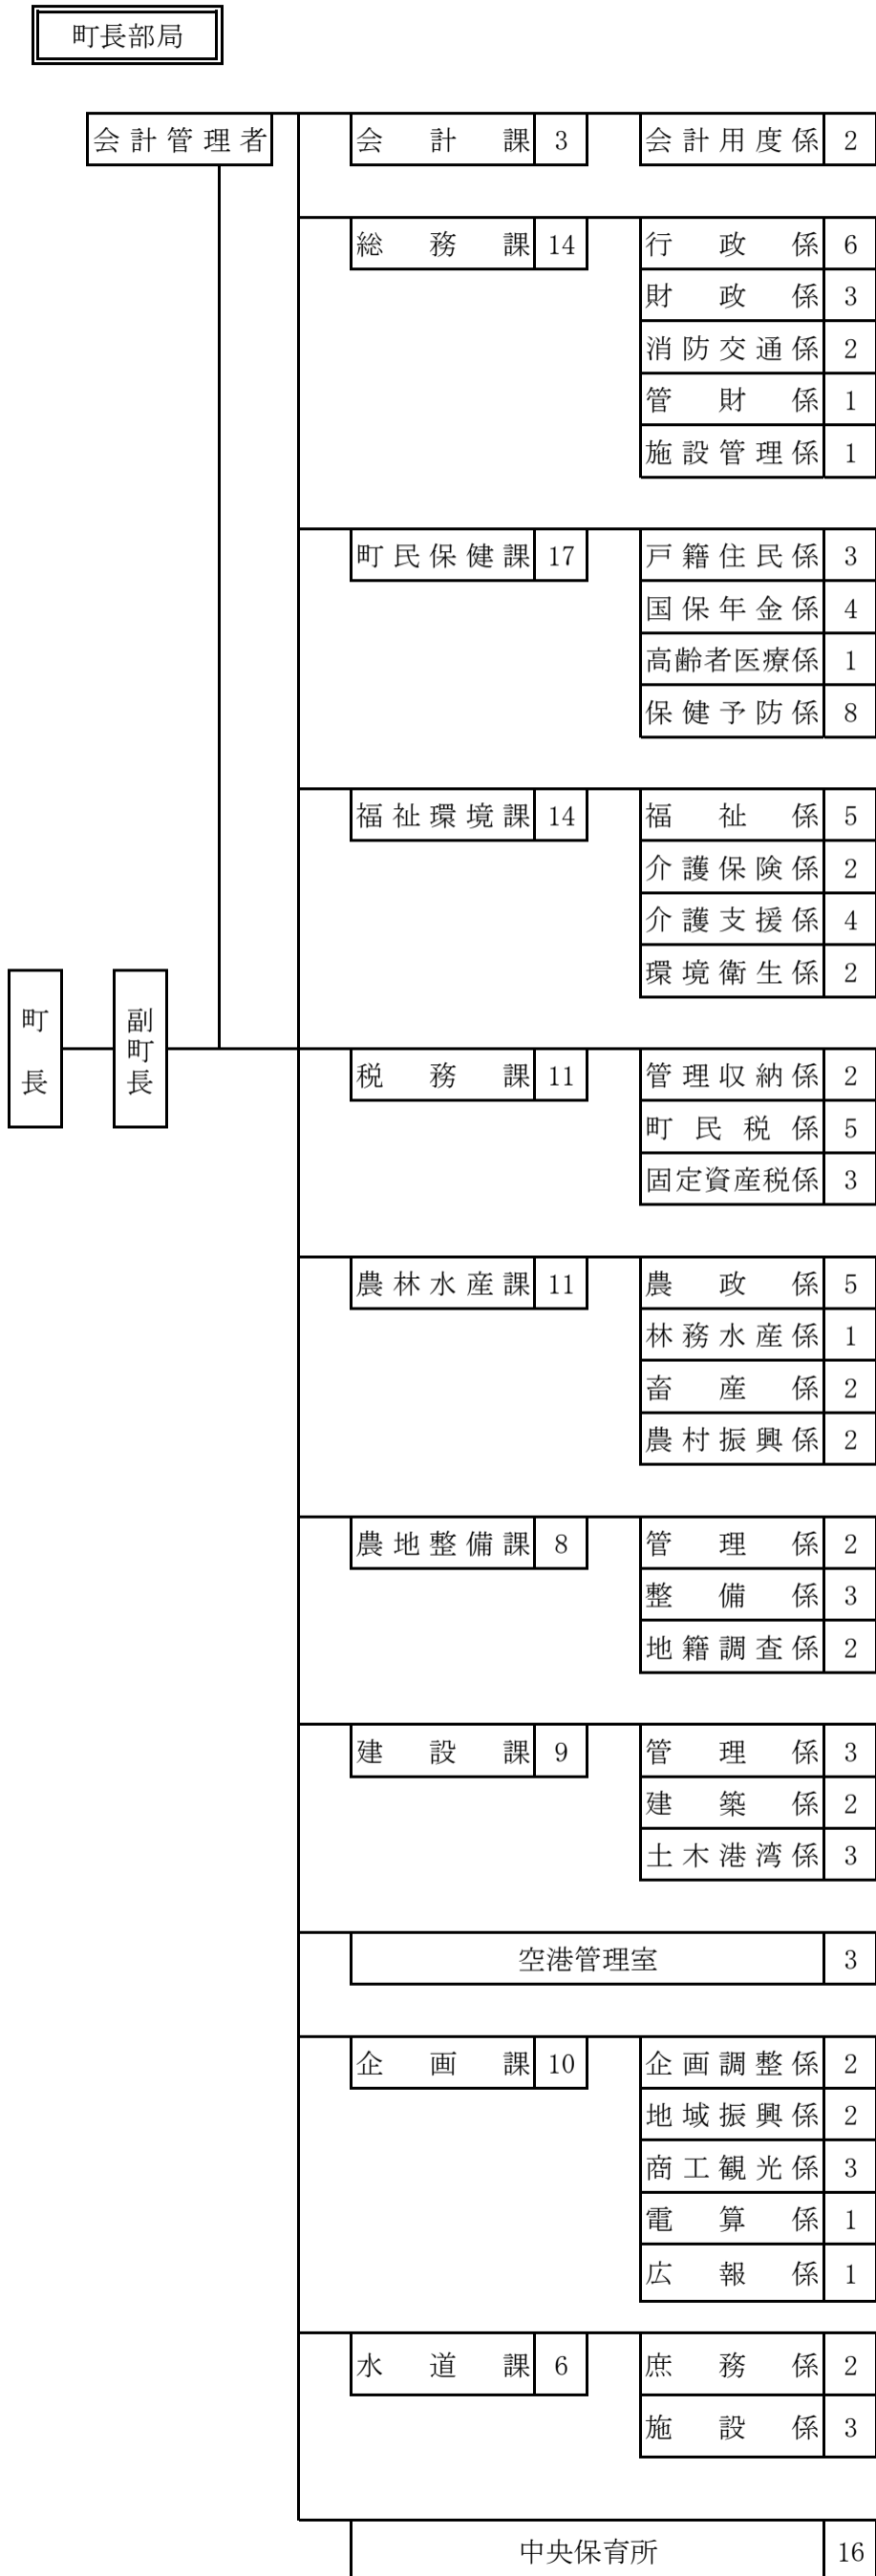 町長部局
会計管理者 会計課 3 会計用度係 2
総務課 14 行政係 6
財政係 3
消防交通係 2
管財係 1
施設管理係 1
町民保健課 17 戸籍住民係 3
国保年金係 4
高齢者医療係 1
保健予防係 8
福祉環境課 14 福祉係 5
介護保険係 2
介護支援係 4
環境衛生係 2
町長 副町長 税務課 11 管理収納係 2
町民税係 5
固定資産税係 3
農林水産課 11 農政係 5
林務水産係 1
畜産係 2
農村振興係 2
農地整備課 8 管理係 2
整備係 3
地籍調査係 2
建設課 9 管理係 3
建築係 2
土木港湾係 3
空港管理室 3
企画課 10 企画調整係 2
地域振興係 2
商工観光係 3
電算係 1
広報係 1
水道課 6 庶務係 2
施設係 3
中央保育所 16